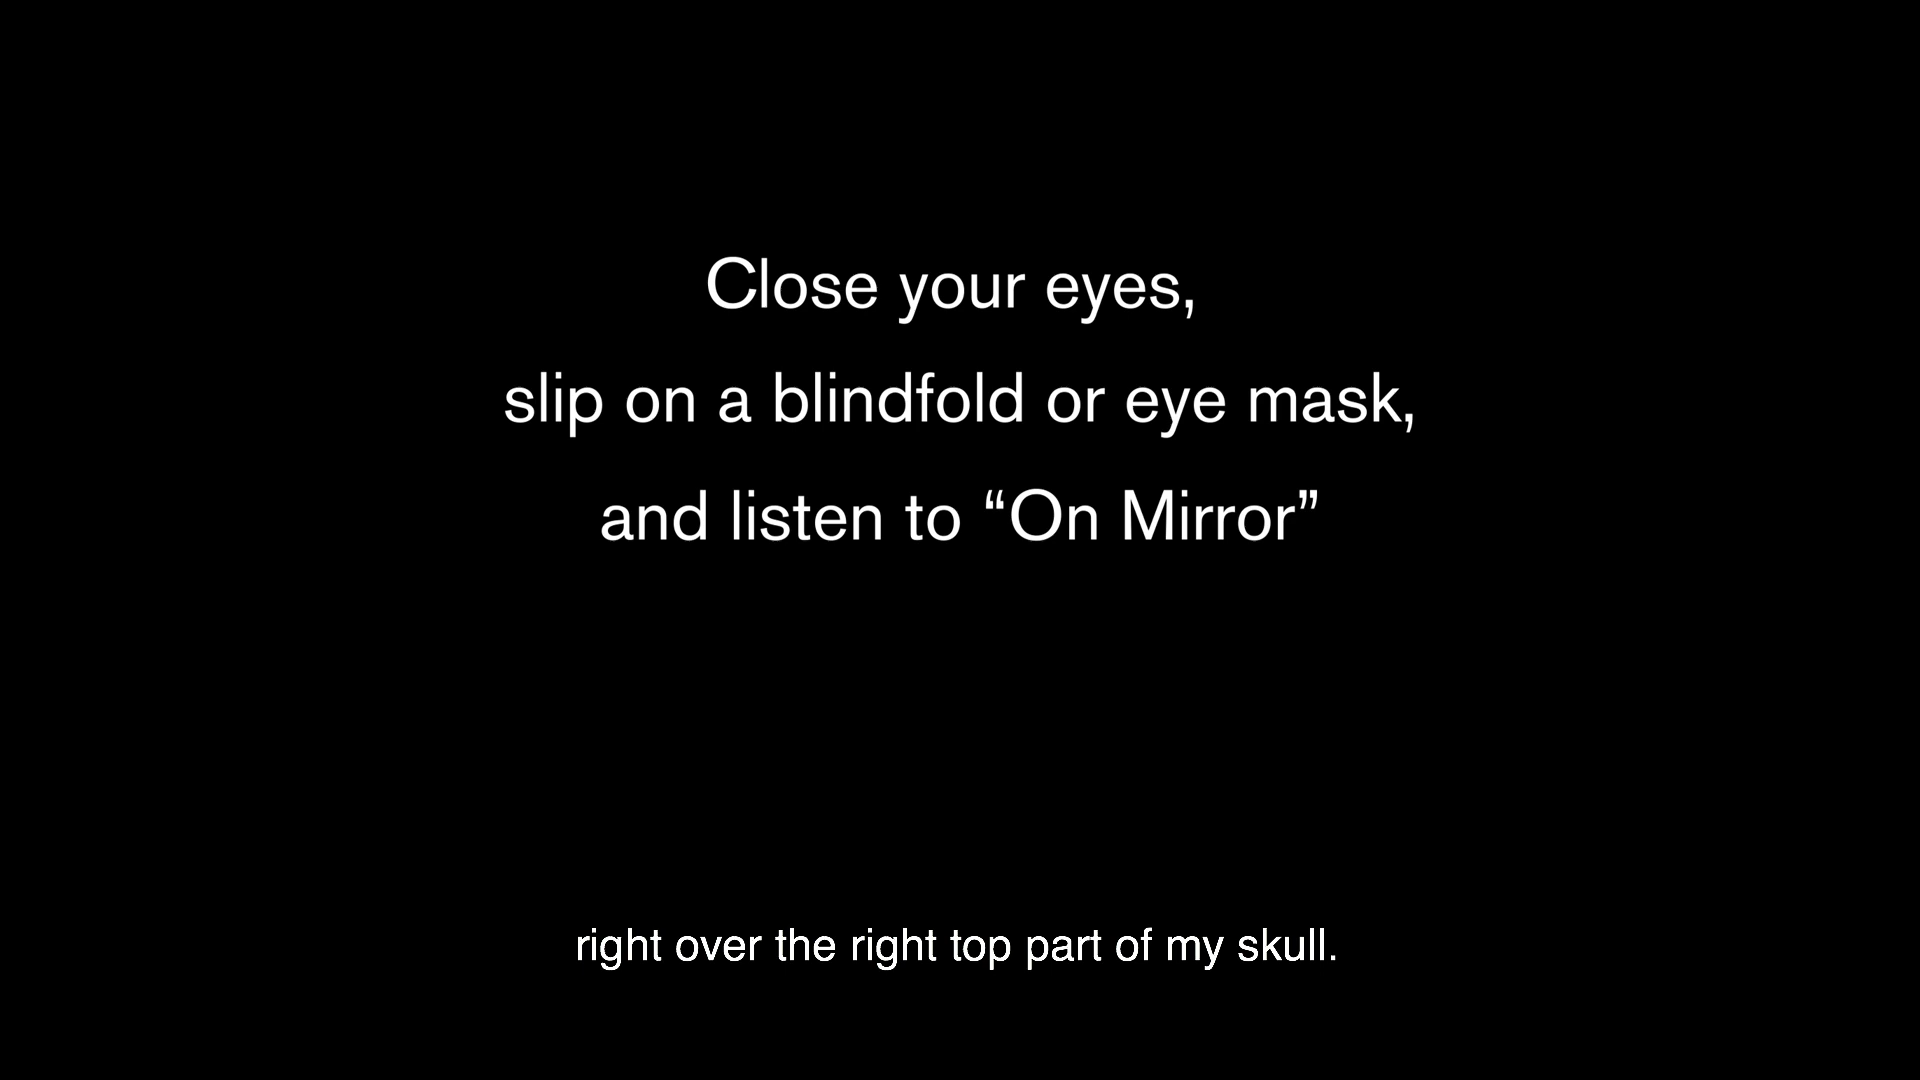 Close your eyes,
slip on a blindfold or eye mask,
and listen to “On Mirror”
right over the right top part of my skull.